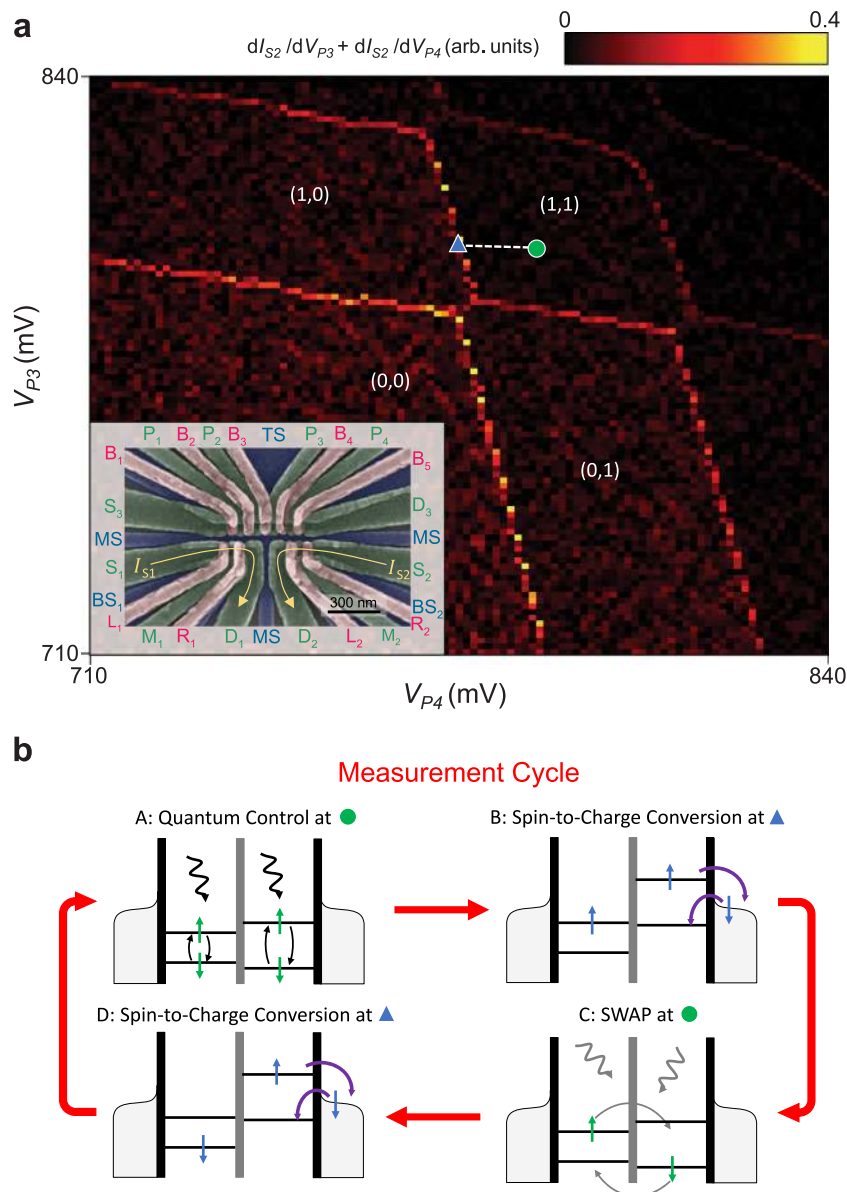 a
dI_S2/dV_P3 + dI_S2/dV_P4 (arb. units)
0
0.4
840
(1,0)
(1,1)
V_P3 (mV)
(0,0)
(0,1)
P₁ B₂ P₂ B₃ TS P₃ B₄ P₄
B₁ B₅
S₃ D₃
MS MS
S₁ I_S1 I_S2 S₂
BS₁ 300 nm BS₂
L₁ R₂
M₁ R₁ D₁ MS D₂ L₂ M₂
710
710
840
V_P4 (mV)
b
Measurement Cycle
A: Quantum Control at
B: Spin-to-Charge Conversion at
D: Spin-to-Charge Conversion at
C: SWAP at